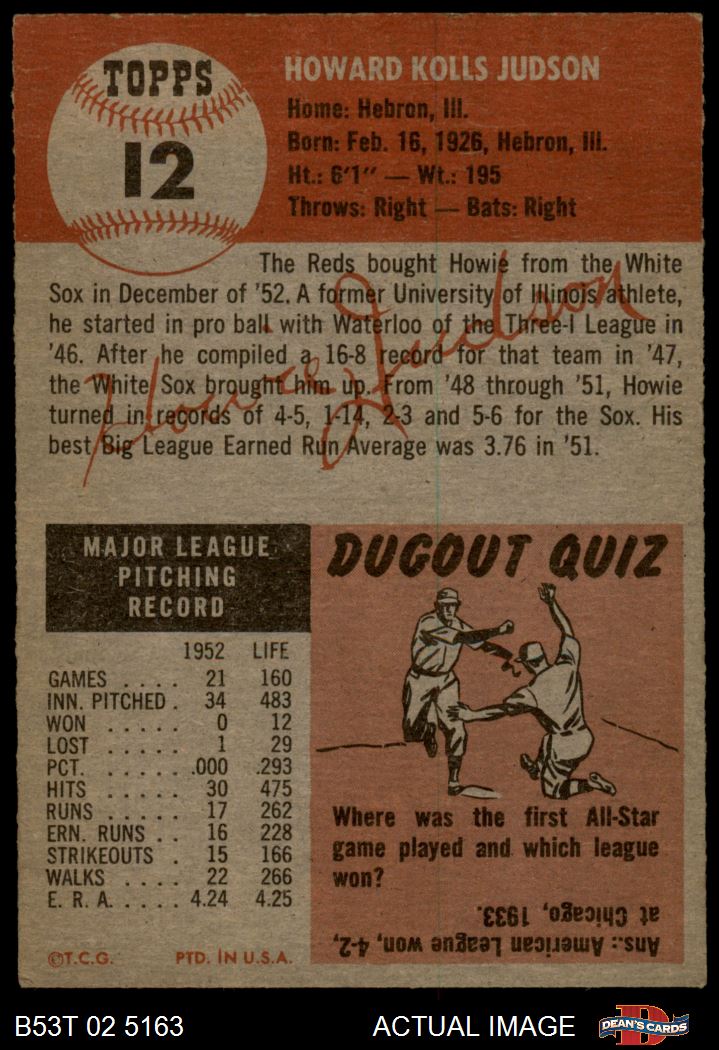 TOPPS
12
HOWARD KOLLS JUDSON
Home: Hebron, Ill.
Born: Feb. 16, 1926, Hebron, Ill.
Ht.: 6'1" — Wt.: 195
Throws: Right — Bats: Right
The Reds bought Howie from the White
Sox in December of '52. A former University of Illinois athlete,
he started in pro ball with Waterloo of the Three-I League in
'46. After he compiled a 16-8 record for that team in '47,
the White Sox brought him up. From '48 through '51, Howie
turned in records of 4-5, 1-14, 2-3 and 5-6 for the Sox. His
best Big League Earned Run Average was 3.76 in '51.
Howie Judson
MAJOR LEAGUE
PITCHING
RECORD
1952 LIFE
GAMES . . . . 21 160
INN. PITCHED . 34 483
WON . . . . . 0 12
LOST . . . . . 1 29
PCT. . . . . . .000 .293
HITS . . . . . 30 475
RUNS . . . . . 17 262
ERN. RUNS . . 16 228
STRIKEOUTS . 15 166
WALKS . . . . 22 266
E. R. A. . . . . 4.24 4.25
©T.C.G. PTD. IN U.S.A.
DUGOUT QUIZ
Where was the first All-Star
game played and which league
won?
Ans.: American League won, 4-2,
at Chicago, 1933.
B53T 02 5163 ACTUAL IMAGE DEAN'S CARDS